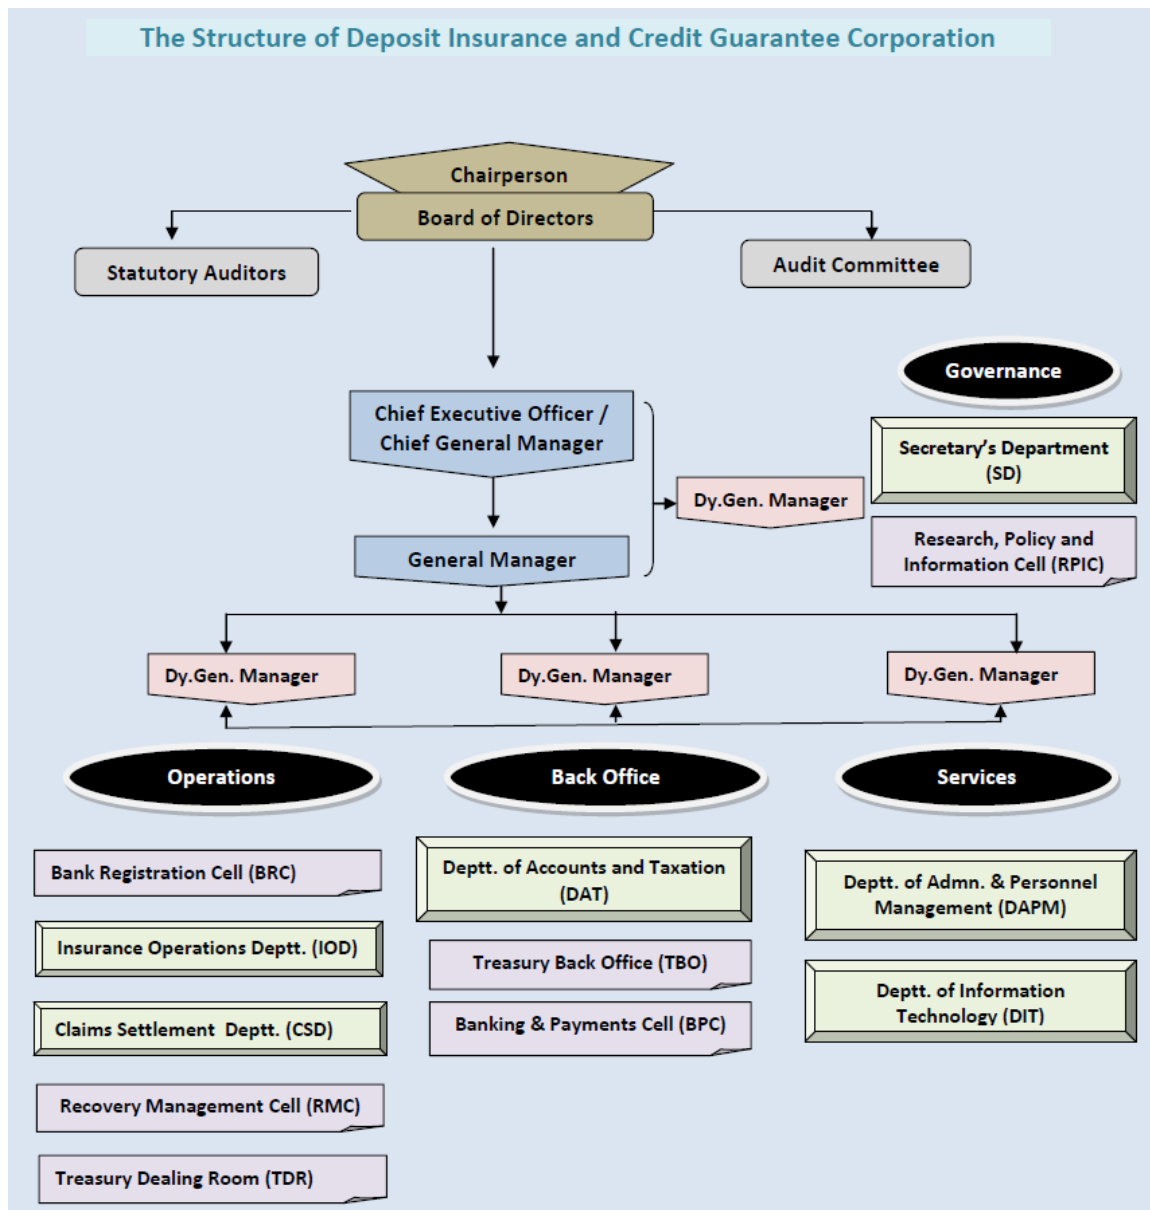 The Structure of Deposit Insurance and Credit Guarantee Corporation
Chairperson
Board of Directors
Statutory Auditors
Audit Committee
Governance
Chief Executive Officer /
Chief General Manager
Secretary’s Department
(SD)
Dy.Gen. Manager
Research, Policy and
Information Cell (RPIC)
General Manager
Dy.Gen. Manager
Dy.Gen. Manager
Dy.Gen. Manager
Operations
Bank Registration Cell (BRC)
Insurance Operations Deptt. (IOD)
Claims Settlement Deptt. (CSD)
Recovery Management Cell (RMC)
Treasury Dealing Room (TDR)
Back Office
Deptt. of Accounts and Taxation
(DAT)
Treasury Back Office (TBO)
Banking & Payments Cell (BPC)
Services
Deptt. of Admn. & Personnel
Management (DAPM)
Deptt. of Information
Technology (DIT)